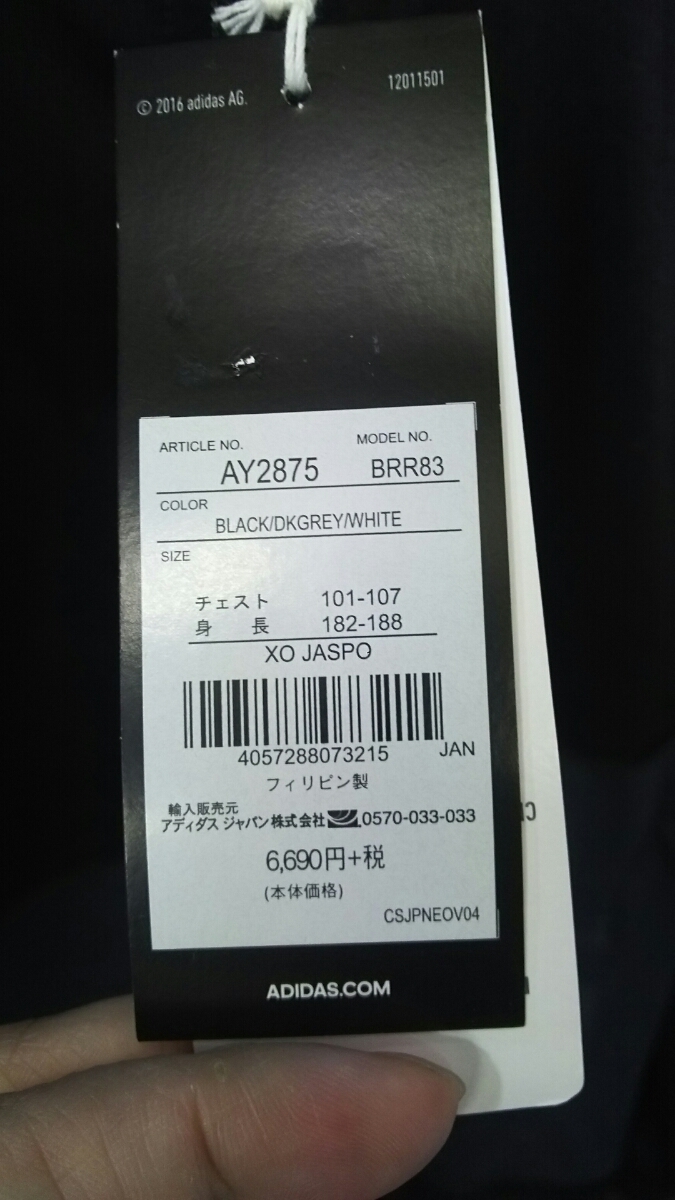 © 2016 adidas AG.
12011501
ARTICLE NO. MODEL NO.
AY2875 BRR83
COLOR
BLACK/DKGREY/WHITE
SIZE
チェスト 101-107
身 長 182-188
XO JASPO
4057288073215 JAN
フィリピン製
輸入販売元
アディダス ジャパン株式会社 0570-033-033
6,690円+税
(本体価格)
CSJPNEOV04
ADIDAS.COM